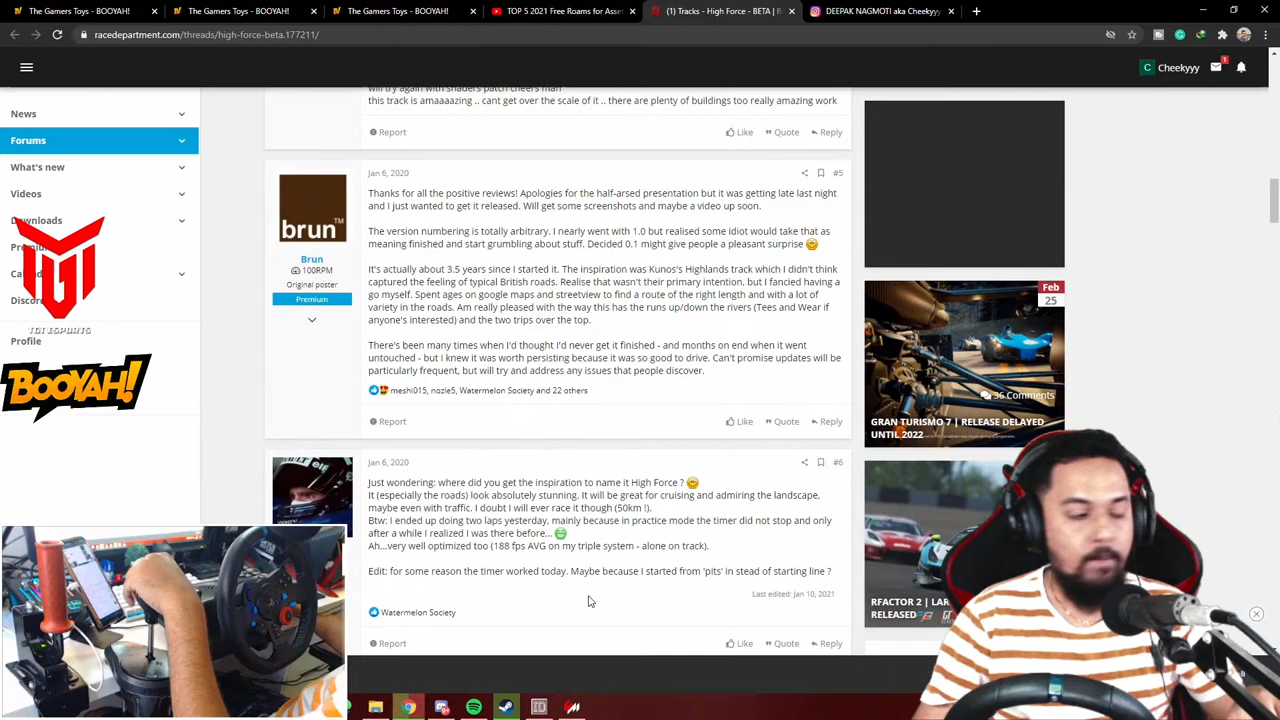 The Gamers Toys - BOOYAH!
The Gamers Toys - BOOYAH!
The Gamers Toys - BOOYAH!
TOP 5 2021 Free Roams for Asset
(1) Tracks - High Force - BETA | R
DEEPAK NAGMOTI aka Cheekyy
racedepartment.com/threads/high-force-beta.177211/
C Cheekyyy
1
News
Forums
What's new
Videos
Downloads
Discord
Profile
TGT ESPORTS
BOOYAH!
will try again with shaders patch cheers man
this track is amaaaazing .. cant get over the scale of it .. there are plenty of buildings too really amazing work
Report
Like
Quote
Reply
Jan 6, 2020
#5
brun™
Brun
100RPM
Original poster
Premium
Thanks for all the positive reviews! Apologies for the half-arsed presentation but it was getting late last night
and I just wanted to get it released. Will get some screenshots and maybe a video up soon.
The version numbering is totally arbitrary. I nearly went with 1.0 but realised some idiot would take that as
meaning finished and start grumbling about stuff. Decided 0.1 might give people a pleasant surprise
It's actually about 3.5 years since I started it. The inspiration was Kunos's Highlands track which I didn't think
captured the feeling of typical British roads. Realise that wasn't their primary intention, but I fancied having a
go myself. Spent ages on google maps and streetview to find a route of the right length and with a lot of
variety in the roads. Am really pleased with the way this has the runs up/down the rivers (Tees and Wear if
anyone's interested) and the two trips over the top.
There's been many times when I'd thought I'd never get it finished - and months on end when it went
untouched - but I knew it was worth persisting because it was so good to drive. Can't promise updates will be
particularly frequent, but will try and address any issues that people discover.
meshi015, nozle5, Watermelon Society and 22 others
Report
Like
Quote
Reply
Jan 6, 2020
#6
Just wondering: where did you get the inspiration to name it High Force ?
It (especially the roads) look absolutely stunning. It will be great for cruising and admiring the landscape,
maybe even with traffic. I doubt I will ever race it though (50km !).
Btw: I ended up doing two laps yesterday, mainly because in practice mode the timer did not stop and only
after a while I realized I was there before...
Ah...very well optimized too (188 fps AVG on my triple system - alone on track).
Edit: for some reason the timer worked today. Maybe because I started from 'pits' in stead of starting line ?
Last edited: Jan 10, 2021
Watermelon Society
Report
Like
Quote
Reply
Feb
25
36 Comments
GRAN TURISMO 7 | RELEASE DELAYED
UNTIL 2022
RFACTOR 2 |
RELEASED